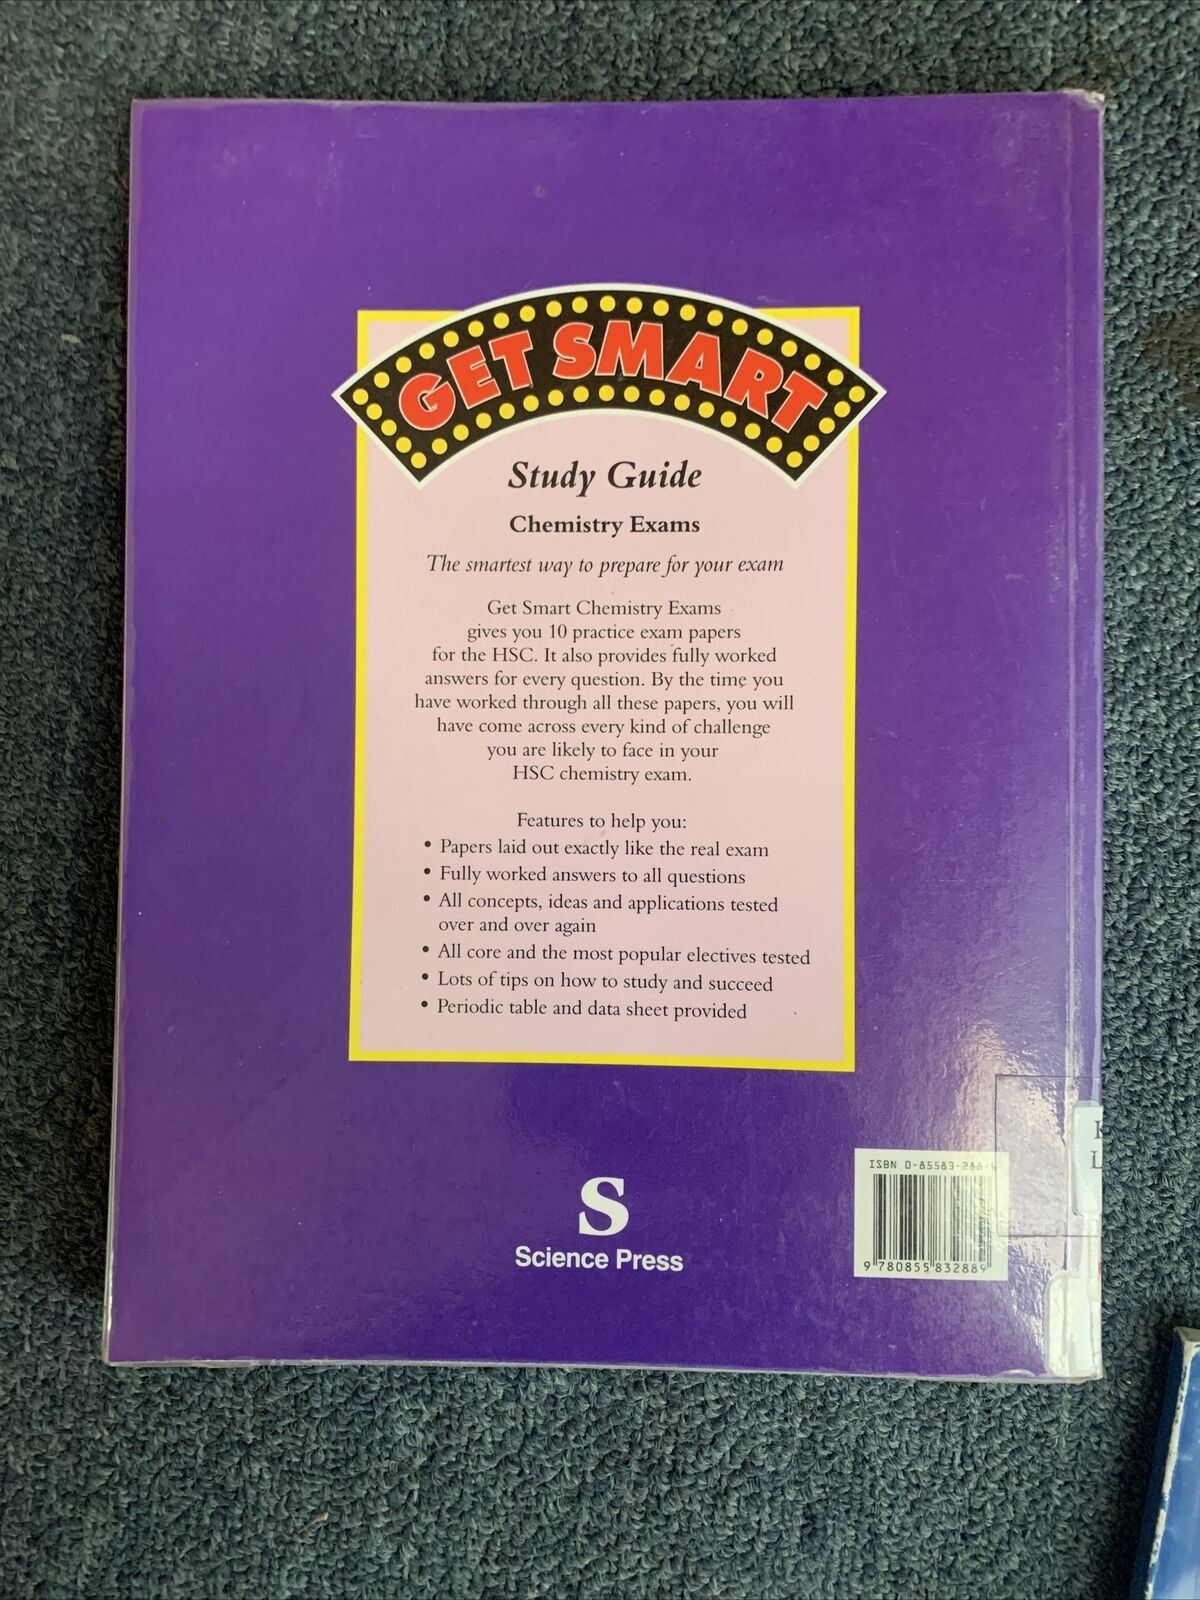 GET SMART
Study Guide
Chemistry Exams
The smartest way to prepare for your exam
Get Smart Chemistry Exams
gives you 10 practice exam papers
for the HSC. It also provides fully worked
answers for every question. By the time you
have worked through all these papers, you will
have come across every kind of challenge
you are likely to face in your
HSC chemistry exam.
Features to help you:
• Papers laid out exactly like the real exam
• Fully worked answers to all questions
• All concepts, ideas and applications tested
over and over again
• All core and the most popular electives tested
• Lots of tips on how to study and succeed
• Periodic table and data sheet provided
S
Science Press
ISBN
9 780855 832889